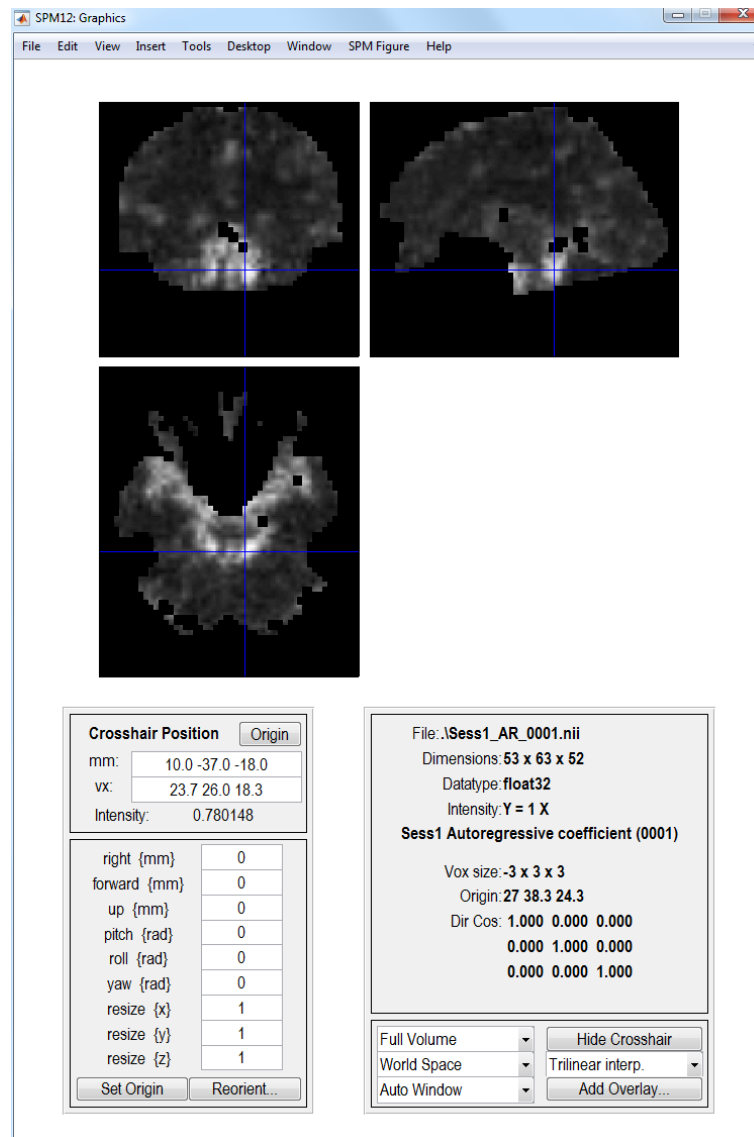 SPM12: Graphics
File Edit View Insert Tools Desktop Window SPM Figure Help
Crosshair Position Origin
mm: 10.0 -37.0 -18.0
vx: 23.7 26.0 18.3
Intensity: 0.780148
right {mm} 0
forward {mm} 0
up {mm} 0
pitch {rad} 0
roll {rad} 0
yaw {rad} 0
resize {x} 1
resize {y} 1
resize {z} 1
Set Origin Reorient...
File: .\Sess1_AR_0001.nii
Dimensions: 53 x 63 x 52
Datatype: float32
Intensity: Y = 1 X
Sess1 Autoregressive coefficient (0001)
Vox size: -3 x 3 x 3
Origin: 27 38.3 24.3
Dir Cos: 1.000 0.000 0.000
0.000 1.000 0.000
0.000 0.000 1.000
Full Volume Hide Crosshair
World Space Trilinear interp.
Auto Window Add Overlay...